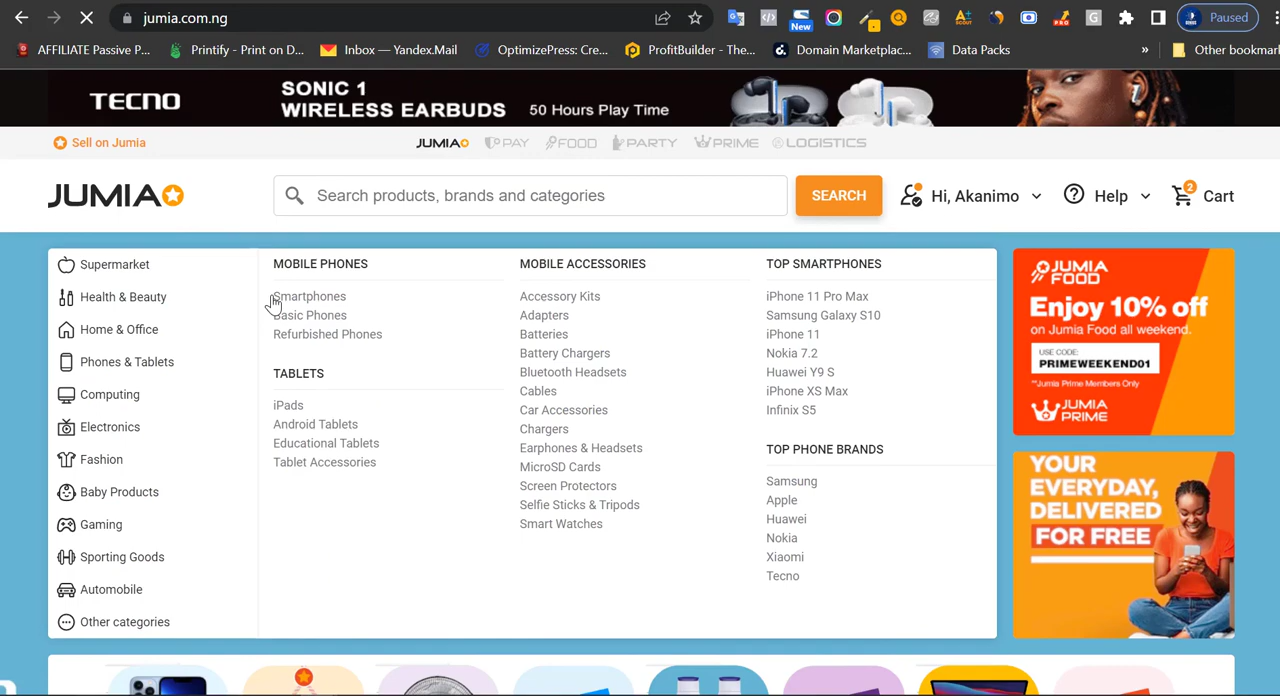 jumia.com.ng
New
Paused
AFFILIATE Passive P...
Printify - Print on D...
Inbox — Yandex.Mail
OptimizePress: Cre...
ProfitBuilder - The...
Domain Marketplac...
Data Packs
»
Other bookmar
TECNO
SONIC 1
WIRELESS EARBUDS
50 Hours Play Time
Sell on Jumia
JUMIA
PAY
FOOD
PARTY
PRIME
LOGISTICS
JUMIA
Search products, brands and categories
SEARCH
Hi, Akanimo
Help
2
Cart
Supermarket
Health & Beauty
Home & Office
Phones & Tablets
Computing
Electronics
Fashion
Baby Products
Gaming
Sporting Goods
Automobile
Other categories
MOBILE PHONES
Smartphones
Basic Phones
Refurbished Phones
TABLETS
iPads
Android Tablets
Educational Tablets
Tablet Accessories
MOBILE ACCESSORIES
Accessory Kits
Adapters
Batteries
Battery Chargers
Bluetooth Headsets
Cables
Car Accessories
Chargers
Earphones & Headsets
MicroSD Cards
Screen Protectors
Selfie Sticks & Tripods
Smart Watches
TOP SMARTPHONES
iPhone 11 Pro Max
Samsung Galaxy S10
iPhone 11
Nokia 7.2
Huawei Y9 S
iPhone XS Max
Infinix S5
TOP PHONE BRANDS
Samsung
Apple
Huawei
Nokia
Xiaomi
Tecno
JUMIA
FOOD
Enjoy 10% off
on Jumia Food all weekend.
USE CODE:
PRIMEWEEKEND01
**Jumia Prime Members Only
JUMIA
PRIME
YOUR
EVERYDAY,
DELIVERED
FOR FREE